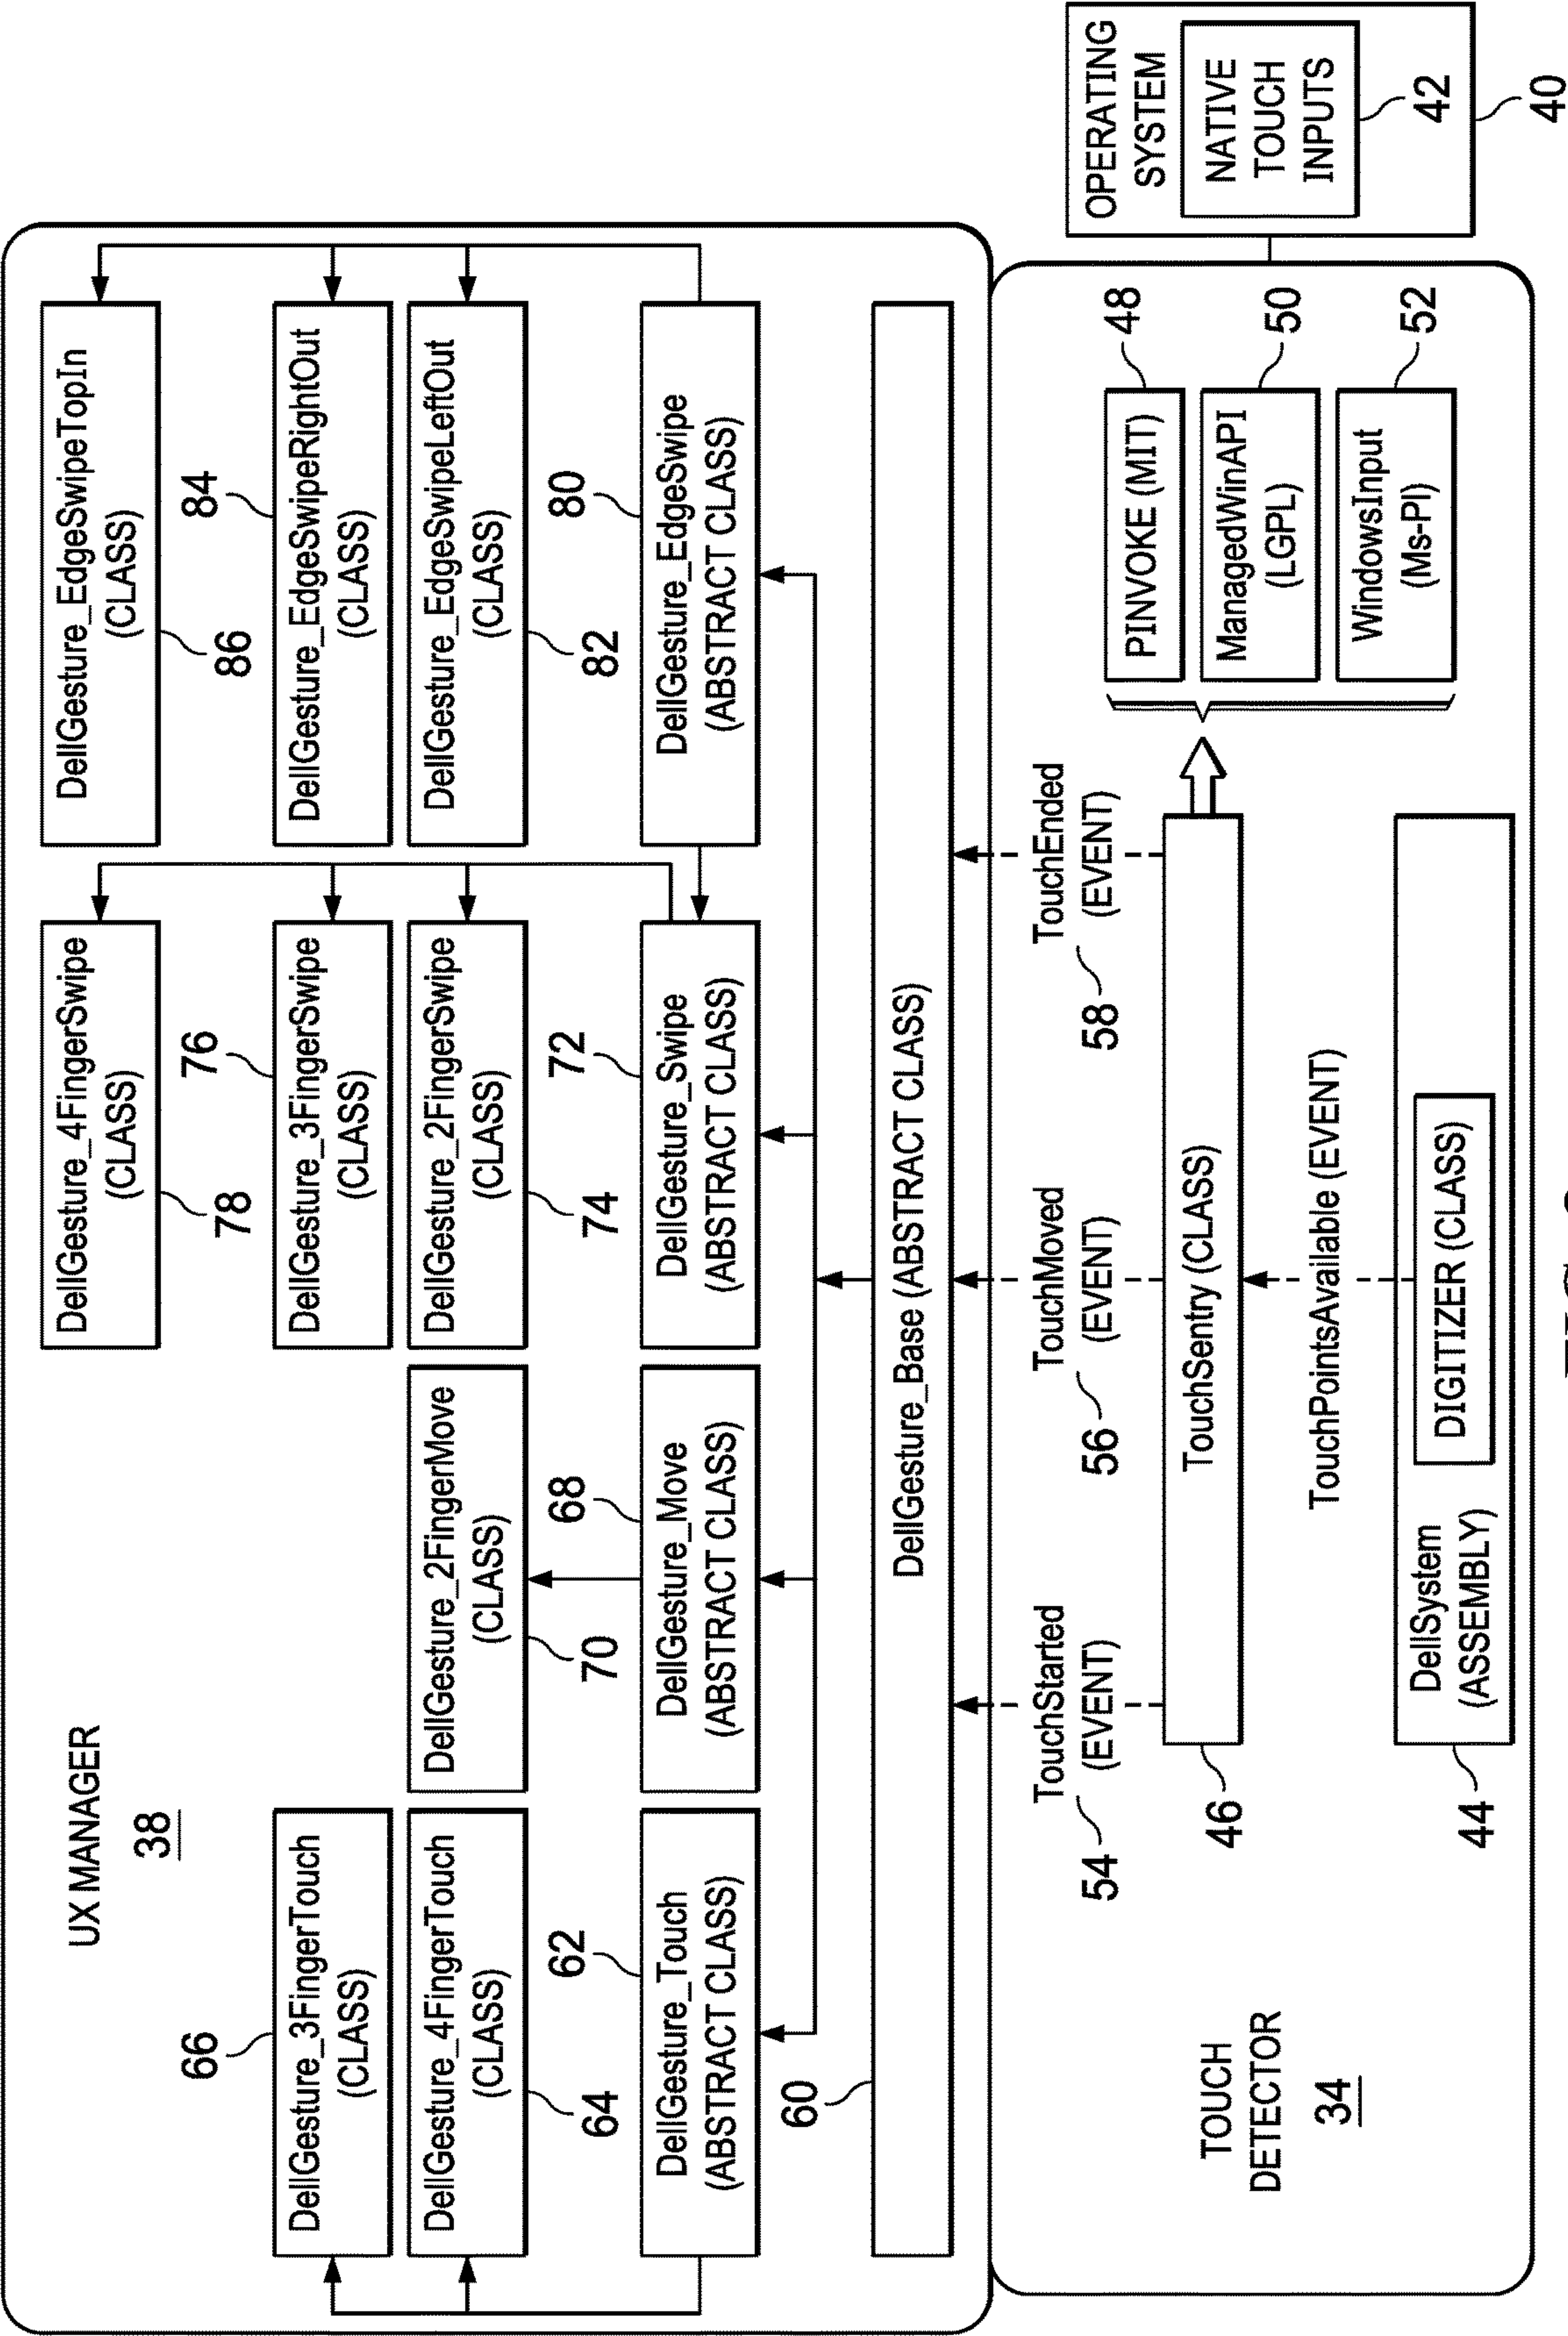 UX MANAGER
38
66
DellGesture_3FingerTouch
(CLASS)
DellGesture_4FingerTouch
(CLASS)
64
62
DellGesture_Touch
(ABSTRACT CLASS)
DellGesture_2FingerMove
(CLASS)
70
68
DellGesture_Move
(ABSTRACT CLASS)
DellGesture_4FingerSwipe
(CLASS)
78
76
DellGesture_3FingerSwipe
(CLASS)
DellGesture_2FingerSwipe
(CLASS)
74
72
DellGesture_Swipe
(ABSTRACT CLASS)
DellGesture_EdgeSwipeTopIn
(CLASS)
86
84
DellGesture_EdgeSwipeRightOut
(CLASS)
DellGesture_EdgeSwipeLeftOut
(CLASS)
82
80
DellGesture_EdgeSwipe
(ABSTRACT CLASS)
60
DellGesture_Base (ABSTRACT CLASS)
TouchStarted
(EVENT)
54
TouchMoved
(EVENT)
56
TouchEnded
(EVENT)
58
TOUCH
DETECTOR
34
46
TouchSentry (CLASS)
TouchPointsAvailable (EVENT)
44
DellSystem
(ASSEMBLY)
DIGITIZER (CLASS)
PINVOKE (MIT)
48
ManagedWinAPI
(LGPL)
50
WindowsInput
(Ms-PI)
52
OPERATING
SYSTEM
NATIVE
TOUCH
INPUTS
42
40